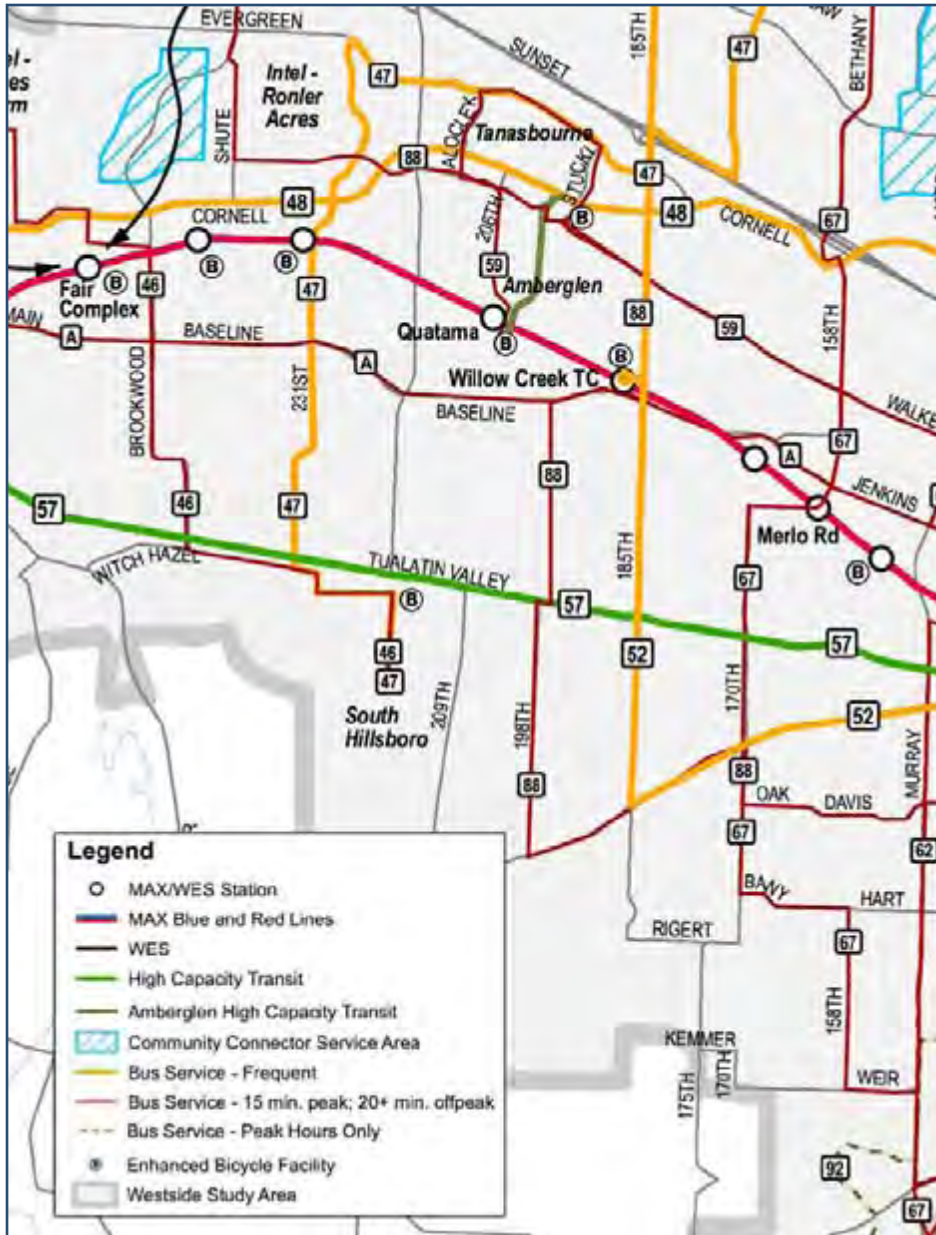 EVERGREEN
SUNSET
185TH
47
BETHANY
47
Intel -
Ronler
Acres
SHUTE
ALOCLEK
Tanasbourne
STUCKI
88
47
48
CORNELL
206TH
B
48
CORNELL
67
B
B
B
Fair
Complex
46
47
59
Amberglen
88
158TH
MAIN
A
BASELINE
Quatama
B
59
A
B
Willow Creek TC
BROOKWOOD
231ST
BASELINE
WALKE
67
A
88
JENKINS
57
46
47
Merlo Rd
WITCH HAZEL
TUALATIN VALLEY
185TH
B
67
B
57
57
46
47
52
170TH
South
Hillsboro
209TH
198TH
52
MURRAY
88
88
OAK
DAVIS
67
62
BANY
HART
RIGERT
67
158TH
KEMMER
175TH
170TH
WEIR
92
67
Legend
MAX/WES Station
MAX Blue and Red Lines
WES
High Capacity Transit
Amberglen High Capacity Transit
Community Connector Service Area
Bus Service - Frequent
Bus Service - 15 min. peak; 20+ min. offpeak
Bus Service - Peak Hours Only
B Enhanced Bicycle Facility
Westside Study Area